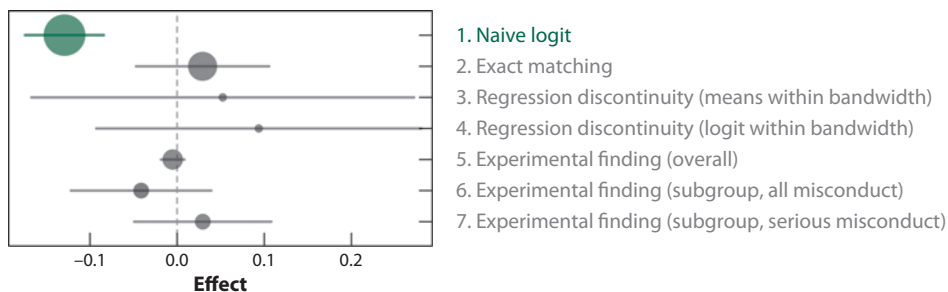 1. Naive logit
2. Exact matching
3. Regression discontinuity (means within bandwidth)
4. Regression discontinuity (logit within bandwidth)
5. Experimental finding (overall)
6. Experimental finding (subgroup, all misconduct)
7. Experimental finding (subgroup, serious misconduct)
–0.1 0.0 0.1 0.2
Effect